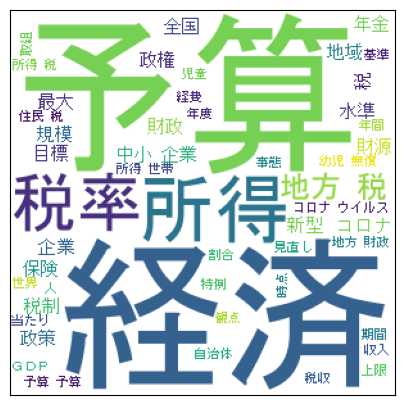 取組
全国
年金
予算
所得 税
政権
地域
基準
児童
税
最大
経費
年度
水準
住民 税
財政
年間
規模
中小 企業
財源
目標
事態
幼児 無償
所得 世帯
地方 税
税率
所得
コロナ ウイルス
新型 コロナ
企業
見直し
地方 財政
経済
保険
割合
世界
人
特例
時点
税制
当たり
観点
期間
政策
自治体
収入
GDP
上限
予算 予算
税収